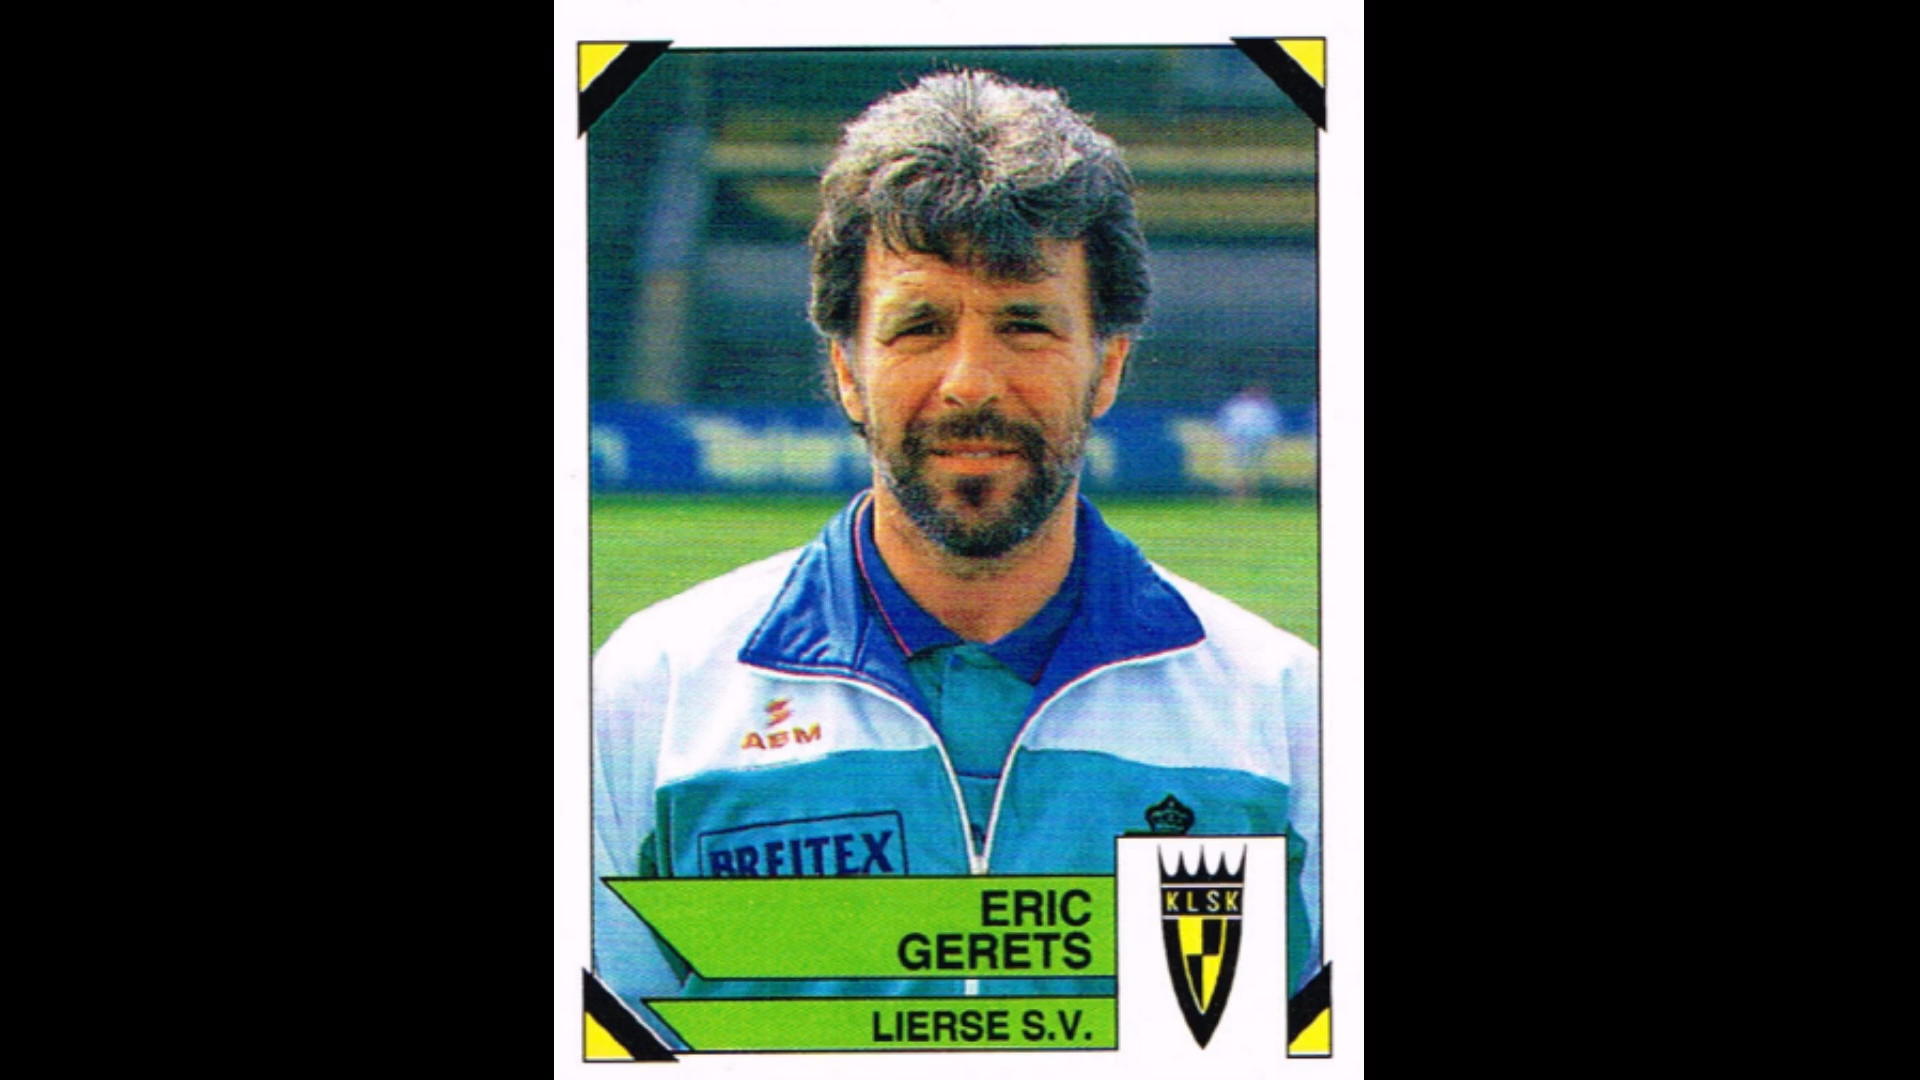 ABM
BREITEX
ERIC
GERETS
KLSK
LIERSE S.V.